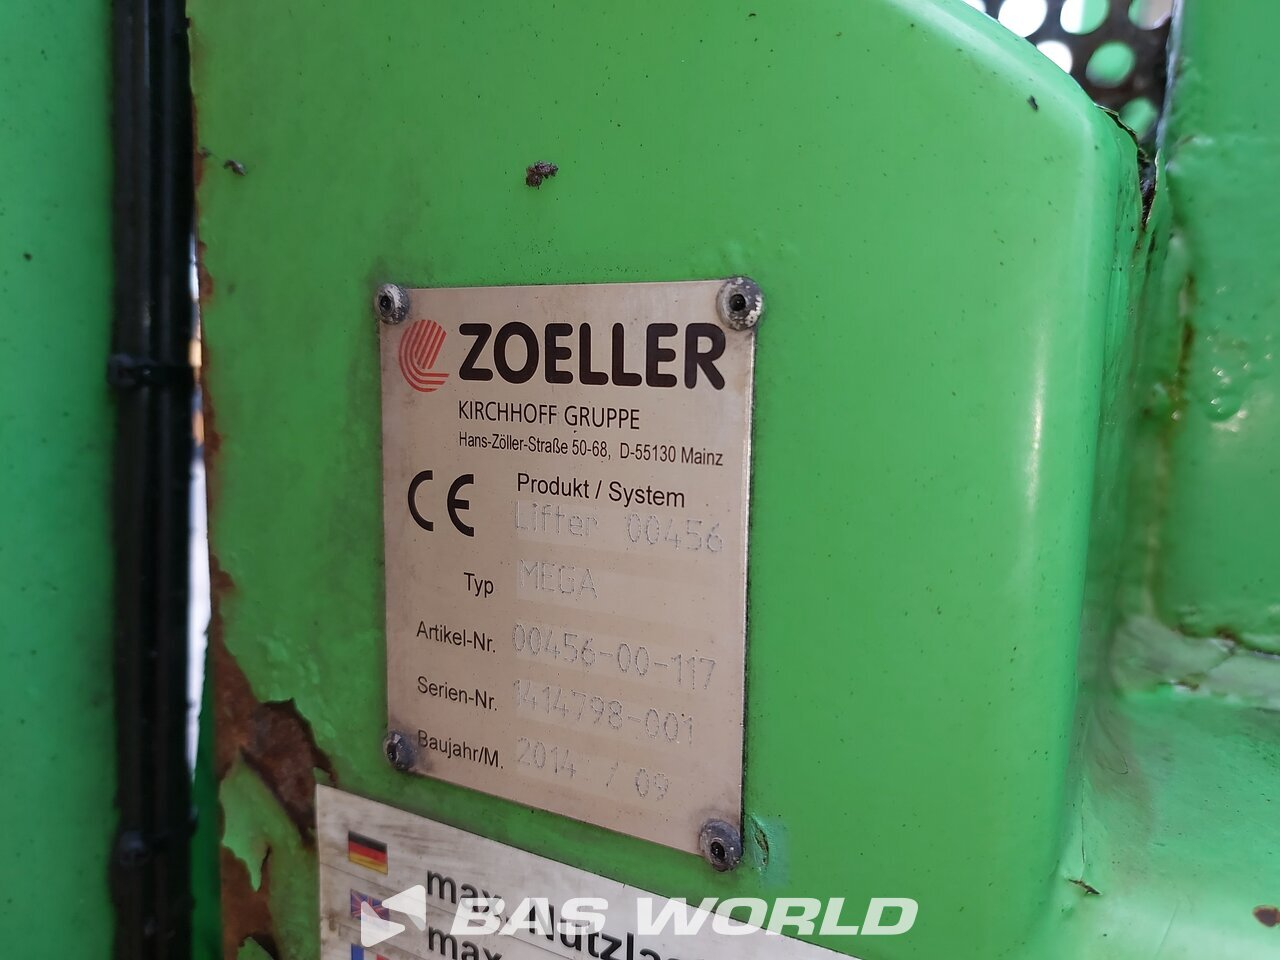 ZOELLER
KIRCHHOFF GRUPPE
Hans-Zöller-Straße 50-68, D-55130 Mainz
CE
Produkt / System
Lifter 00456
Typ MEGA
Artikel-Nr. 00456-00-117
Serien-Nr. 1414798-001
Baujahr/M. 2014 / 09
max. Nutzla
max
BAS WORLD